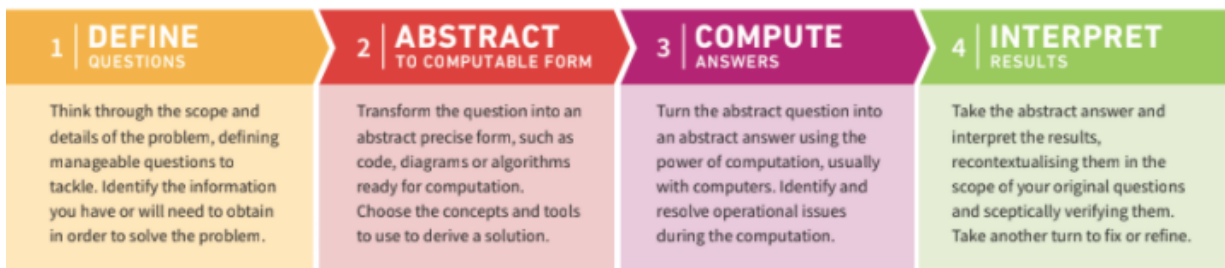 1 DEFINE
QUESTIONS
Think through the scope and
details of the problem, defining
manageable questions to
tackle. Identify the information
you have or will need to obtain
in order to solve the problem.
2 ABSTRACT
TO COMPUTABLE FORM
Transform the question into an
abstract precise form, such as
code, diagrams or algorithms
ready for computation.
Choose the concepts and tools
to use to derive a solution.
3 COMPUTE
ANSWERS
Turn the abstract question into
an abstract answer using the
power of computation, usually
with computers. Identify and
resolve operational issues
during the computation.
4 INTERPRET
RESULTS
Take the abstract answer and
interpret the results,
recontextualising them in the
scope of your original questions
and sceptically verifying them.
Take another turn to fix or refine.